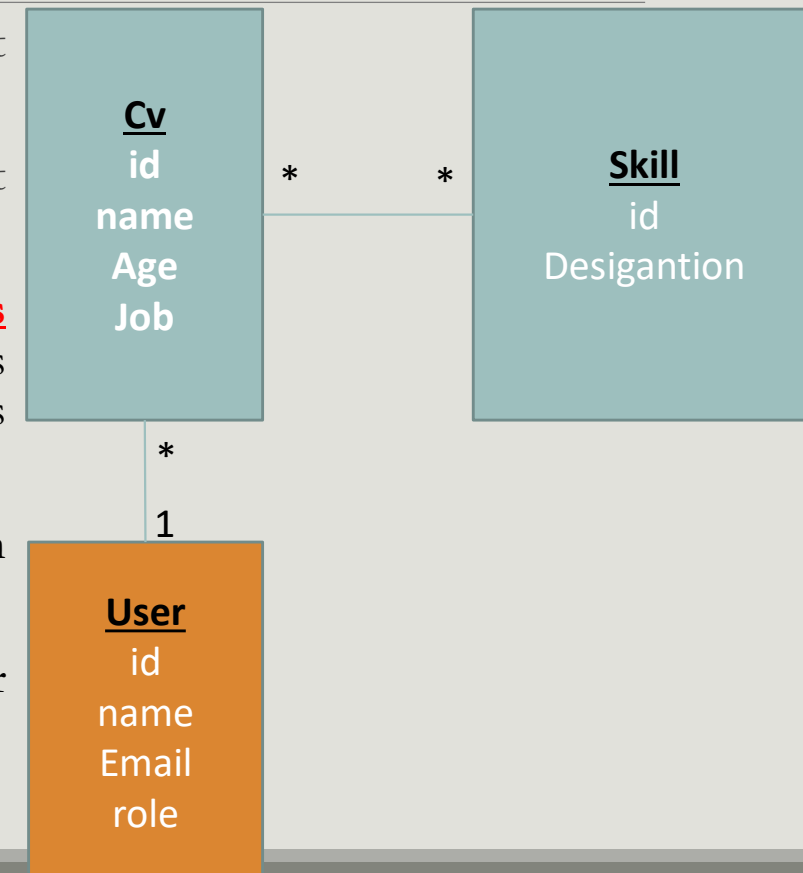 Cv
id
name
Age
Job
* *
Skill
id
Desigantion
*
1
User
id
name
Email
role